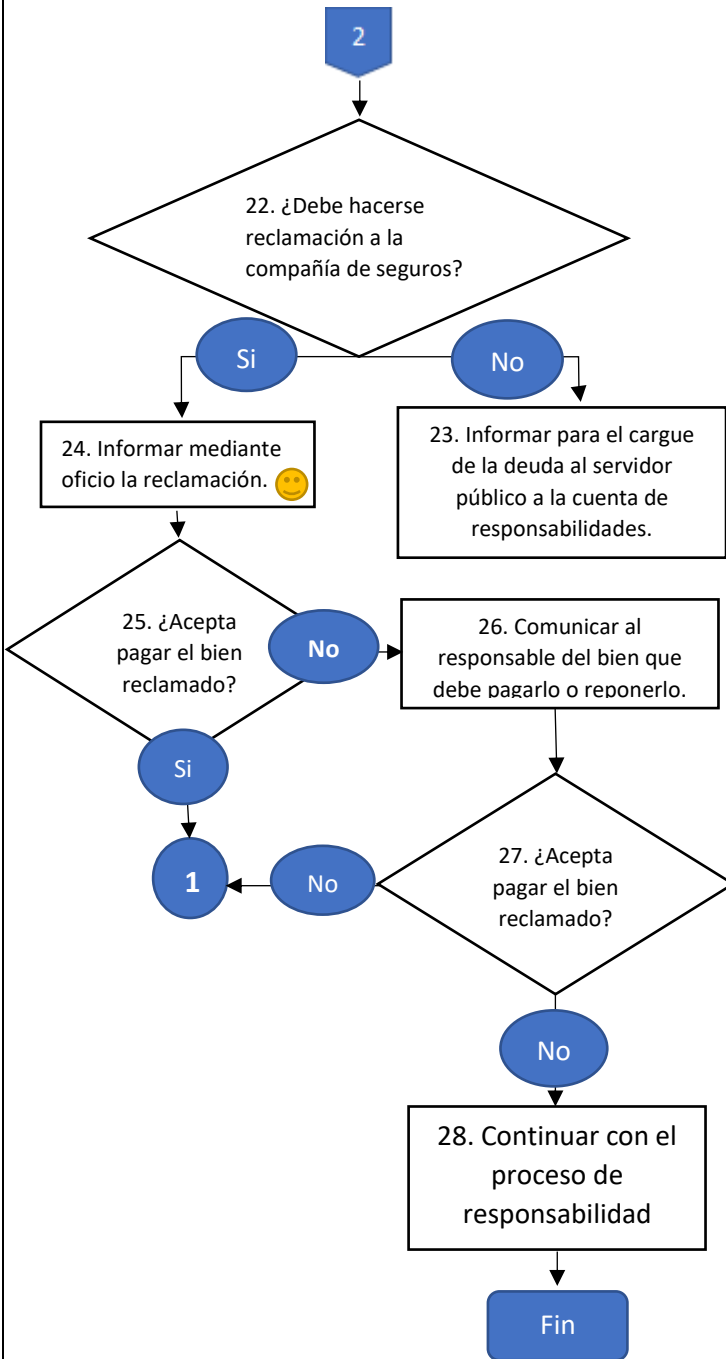 2
22. ¿Debe hacerse
reclamación a la
compañía de seguros?
Si
No
24. Informar mediante
oficio la reclamación.
23. Informar para el cargue
de la deuda al servidor
público a la cuenta de
responsabilidades.
25. ¿Acepta
pagar el bien
reclamado?
No
26. Comunicar al
responsable del bien que
debe pagarlo o reponerlo.
Si
1
No
27. ¿Acepta
pagar el bien
reclamado?
No
28. Continuar con el
proceso de
responsabilidad
Fin